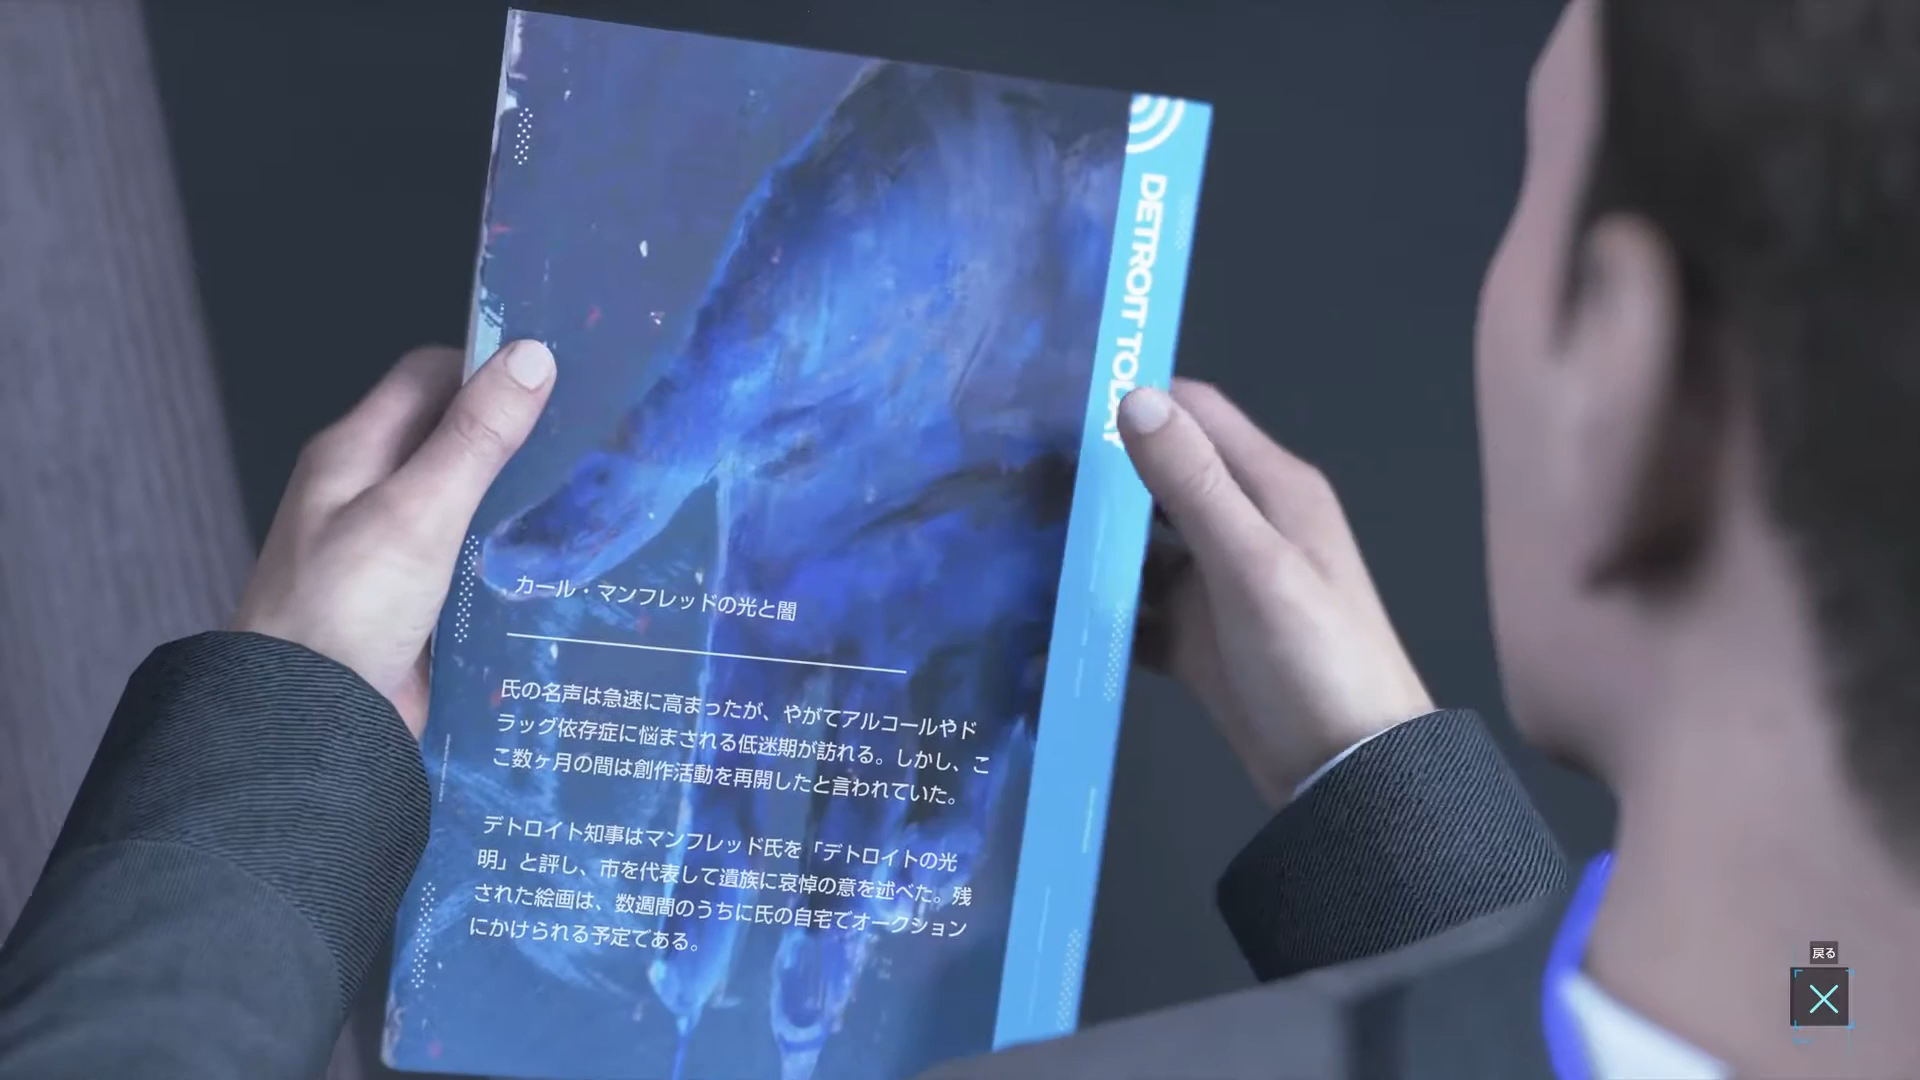 DETROIT TODAY
カール・マンフレッドの光と闇
氏の名声は急速に高まったが、やがてアルコールやド
ラッグ依存症に悩まされる低迷期が訪れる。しかし、こ
こ数ヶ月の間は創作活動を再開したと言われていた。
デトロイト知事はマンフレッド氏を「デトロイトの光
明」と評し、市を代表して遺族に哀悼の意を述べた。残
された絵画は、数週間のうちに氏の自宅でオークション
にかけられる予定である。
戻る